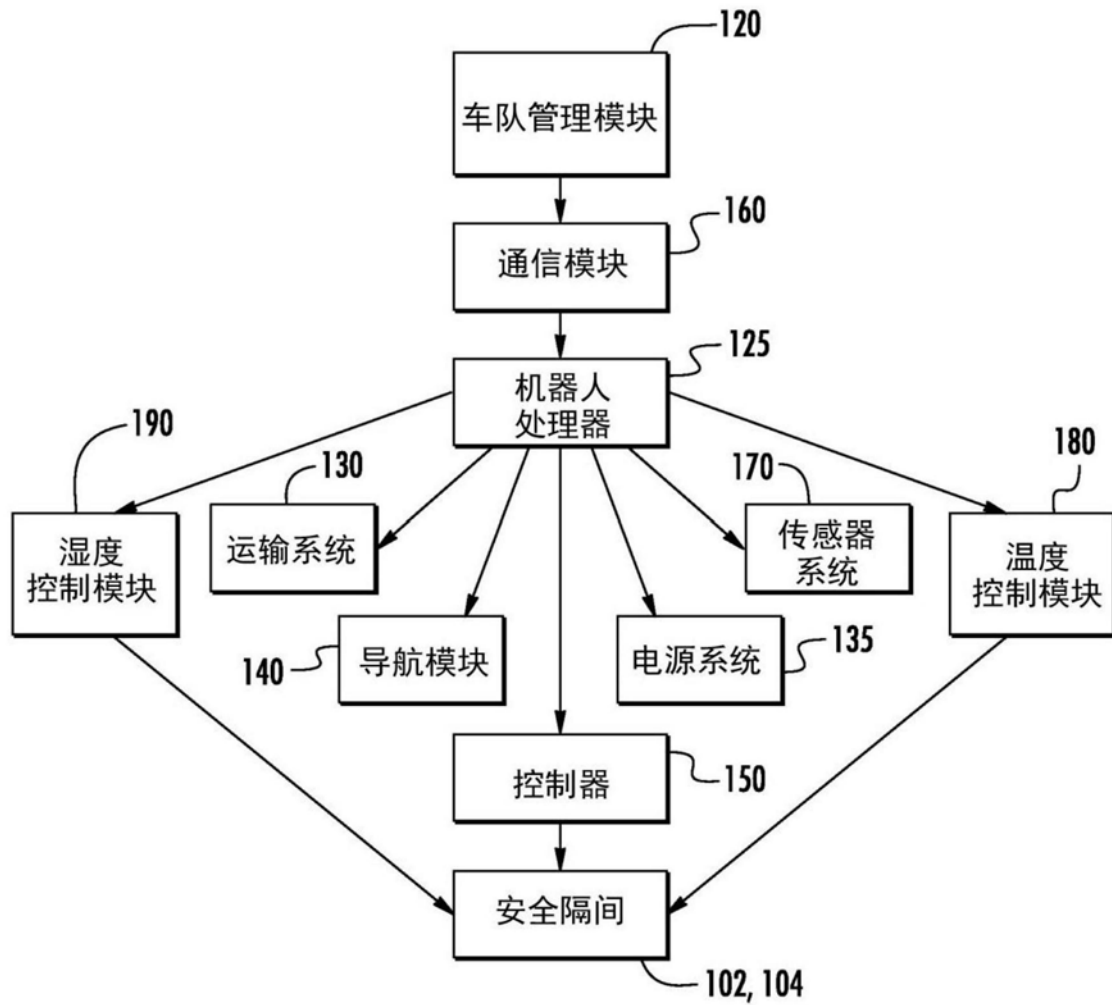 120
车队管理模块
160
通信模块
125
机器人
处理器
190
130
170
180
湿度
控制模块
运输系统
传感器
系统
温度
控制模块
140
导航模块
电源系统
135
控制器
150
安全隔间
102, 104